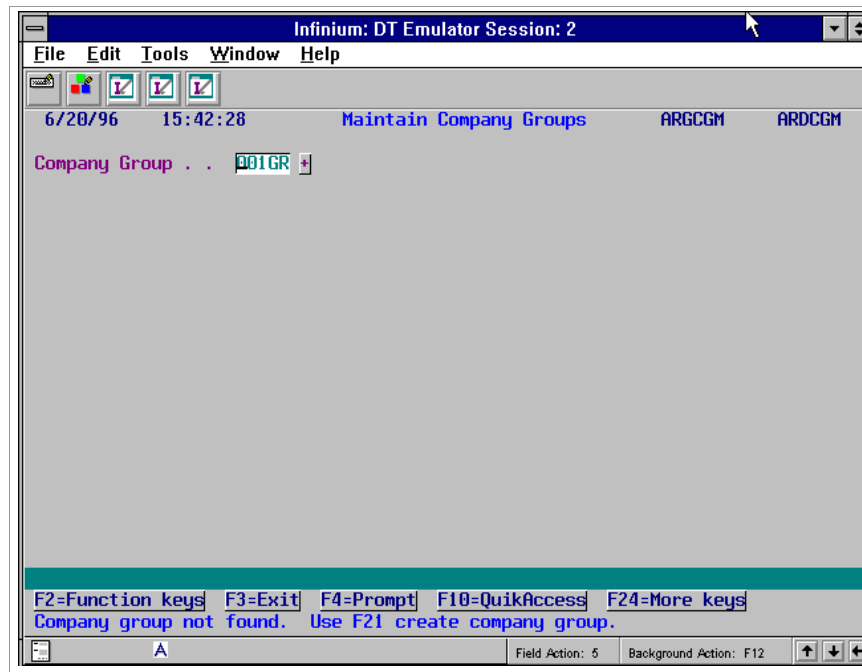 Infinium: DT Emulator Session: 2
File Edit Tools Window Help
6/20/96 15:42:28 Maintain Company Groups ARGCGM ARDCGM
Company Group . . 001GR +
F2=Function keys F3=Exit F4=Prompt F10=QuikAccess F24=More keys
Company group not found. Use F21 create company group.
A Field Action: 5 Background Action: F12